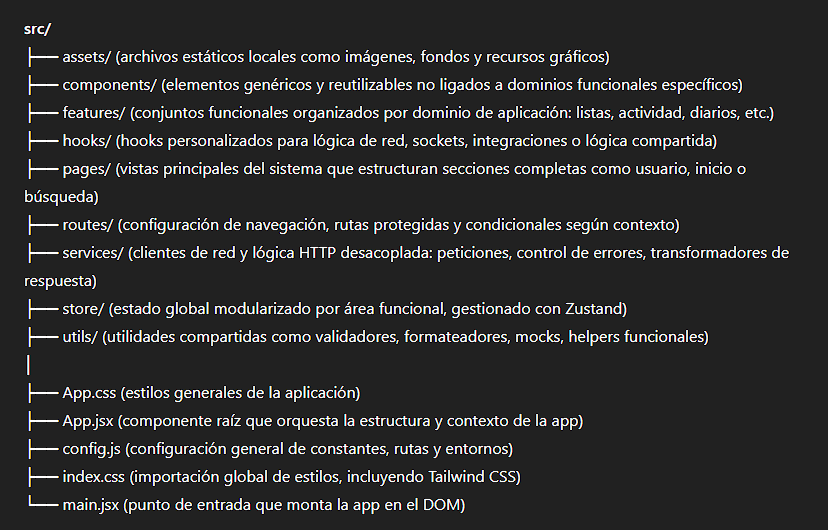 src/
├── assets/ (archivos estáticos locales como imágenes, fondos y recursos gráficos)
├── components/ (elementos genéricos y reutilizables no ligados a dominios funcionales específicos)
├── features/ (conjuntos funcionales organizados por dominio de aplicación: listas, actividad, diarios, etc.)
├── hooks/ (hooks personalizados para lógica de red, sockets, integraciones o lógica compartida)
├── pages/ (vistas principales del sistema que estructuran secciones completas como usuario, inicio o
búsqueda)
├── routes/ (configuración de navegación, rutas protegidas y condicionales según contexto)
├── services/ (clientes de red y lógica HTTP desacoplada: peticiones, control de errores, transformadores de
respuesta)
├── store/ (estado global modularizado por área funcional, gestionado con Zustand)
├── utils/ (utilidades compartidas como validadores, formateadores, mocks, helpers funcionales)
│
├── App.css (estilos generales de la aplicación)
├── App.jsx (componente raíz que orquesta la estructura y contexto de la app)
├── config.js (configuración general de constantes, rutas y entornos)
├── index.css (importación global de estilos, incluyendo Tailwind CSS)
└── main.jsx (punto de entrada que monta la app en el DOM)